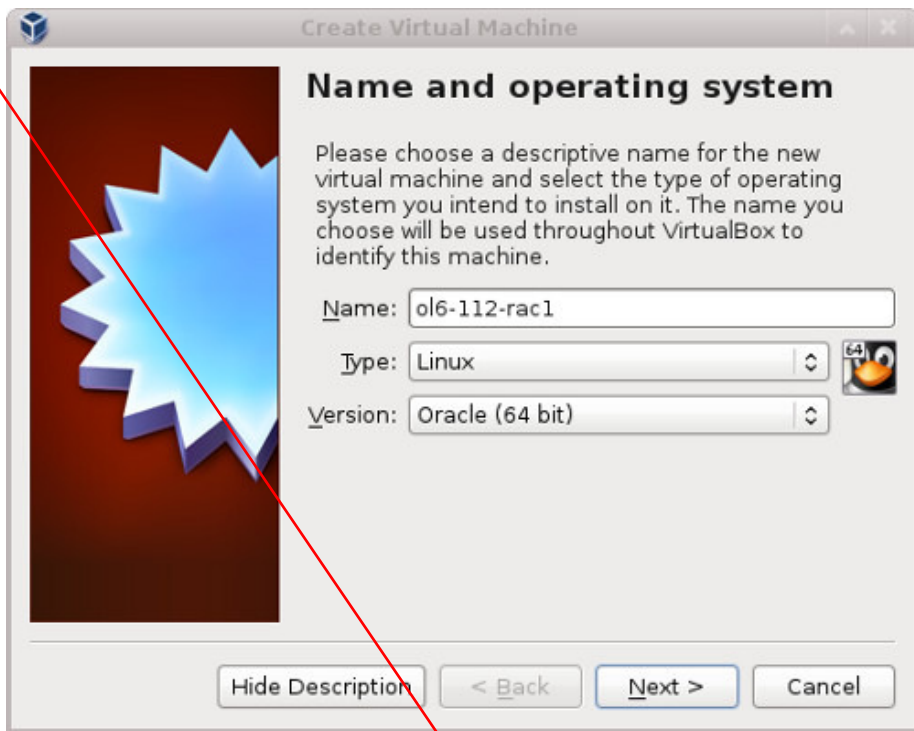 Create Virtual Machine
Name and operating system
Please choose a descriptive name for the new
virtual machine and select the type of operating
system you intend to install on it. The name you
choose will be used throughout VirtualBox to
identify this machine.
Name: ol6-112-rac1
Type: Linux
64
Version: Oracle (64 bit)
Hide Description < Back Next > Cancel